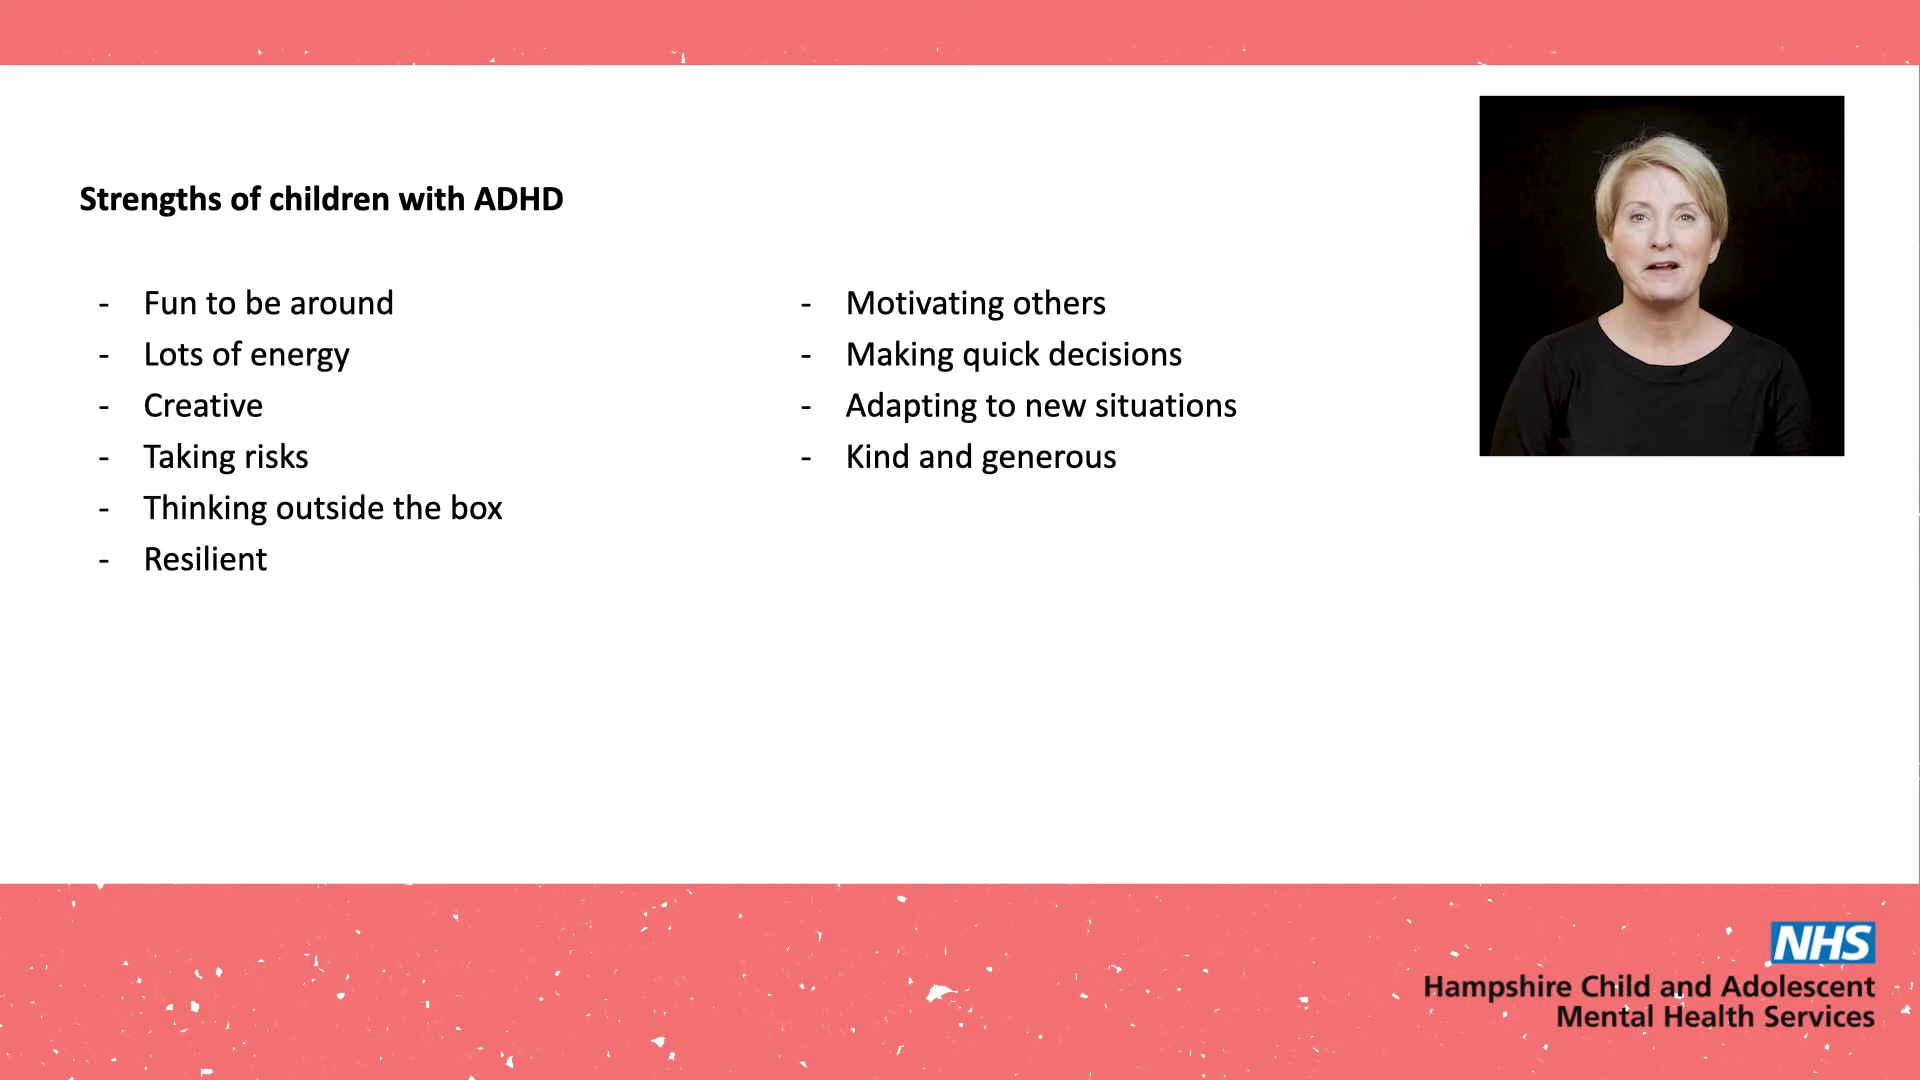 Strengths of children with ADHD
- Fun to be around
- Lots of energy
- Creative
- Taking risks
- Thinking outside the box
- Resilient
- Motivating others
- Making quick decisions
- Adapting to new situations
- Kind and generous
NHS
Hampshire Child and Adolescent
Mental Health Services